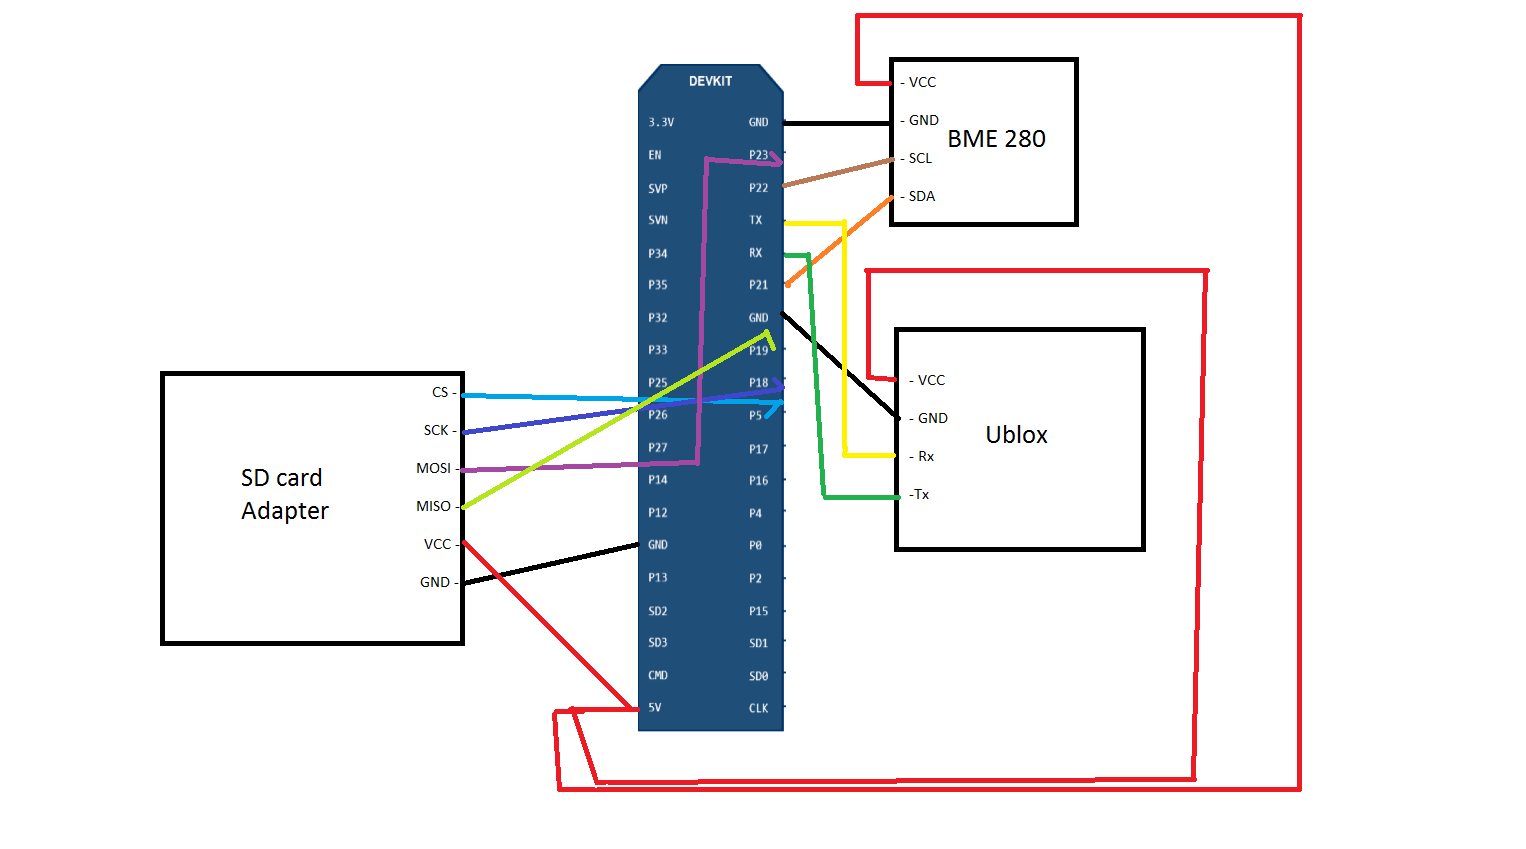 DEVKIT
3.3V GND
EN P23
SVP P22
SVN TX
P34 RX
P35 P21
P32 GND
P33 P19
P25 P18
P26 P5
P27 P17
P14 P16
P12 P4
GND P0
P13 P2
SD2 P15
SD3 SD1
CMD SD0
5V CLK
- VCC
- GND
- SCL
- SDA
BME 280
- VCC
- GND
- Rx
-Tx
Ublox
CS -
SCK -
MOSI -
MISO -
VCC -
GND -
SD card
Adapter